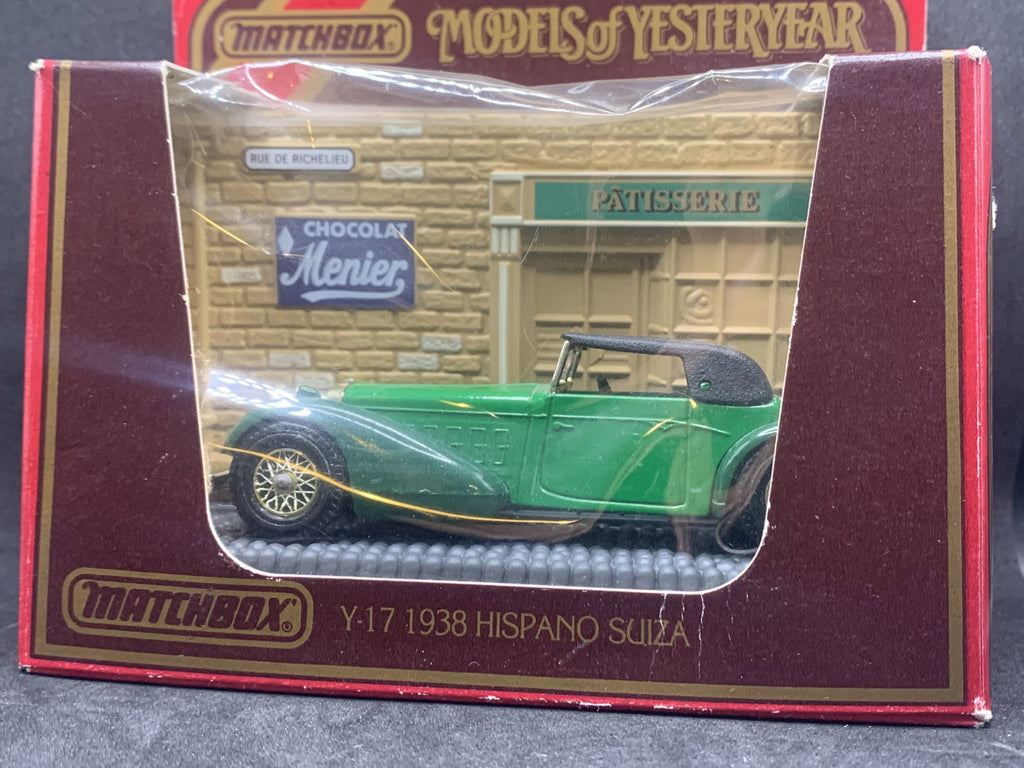 MATCHBOX
MODELS of YESTERYEAR
RUE DE RICHELIEU
PÂTISSERIE
CHOCOLAT
Menier
MATCHBOX
Y-17 1938 HISPANO SUIZA